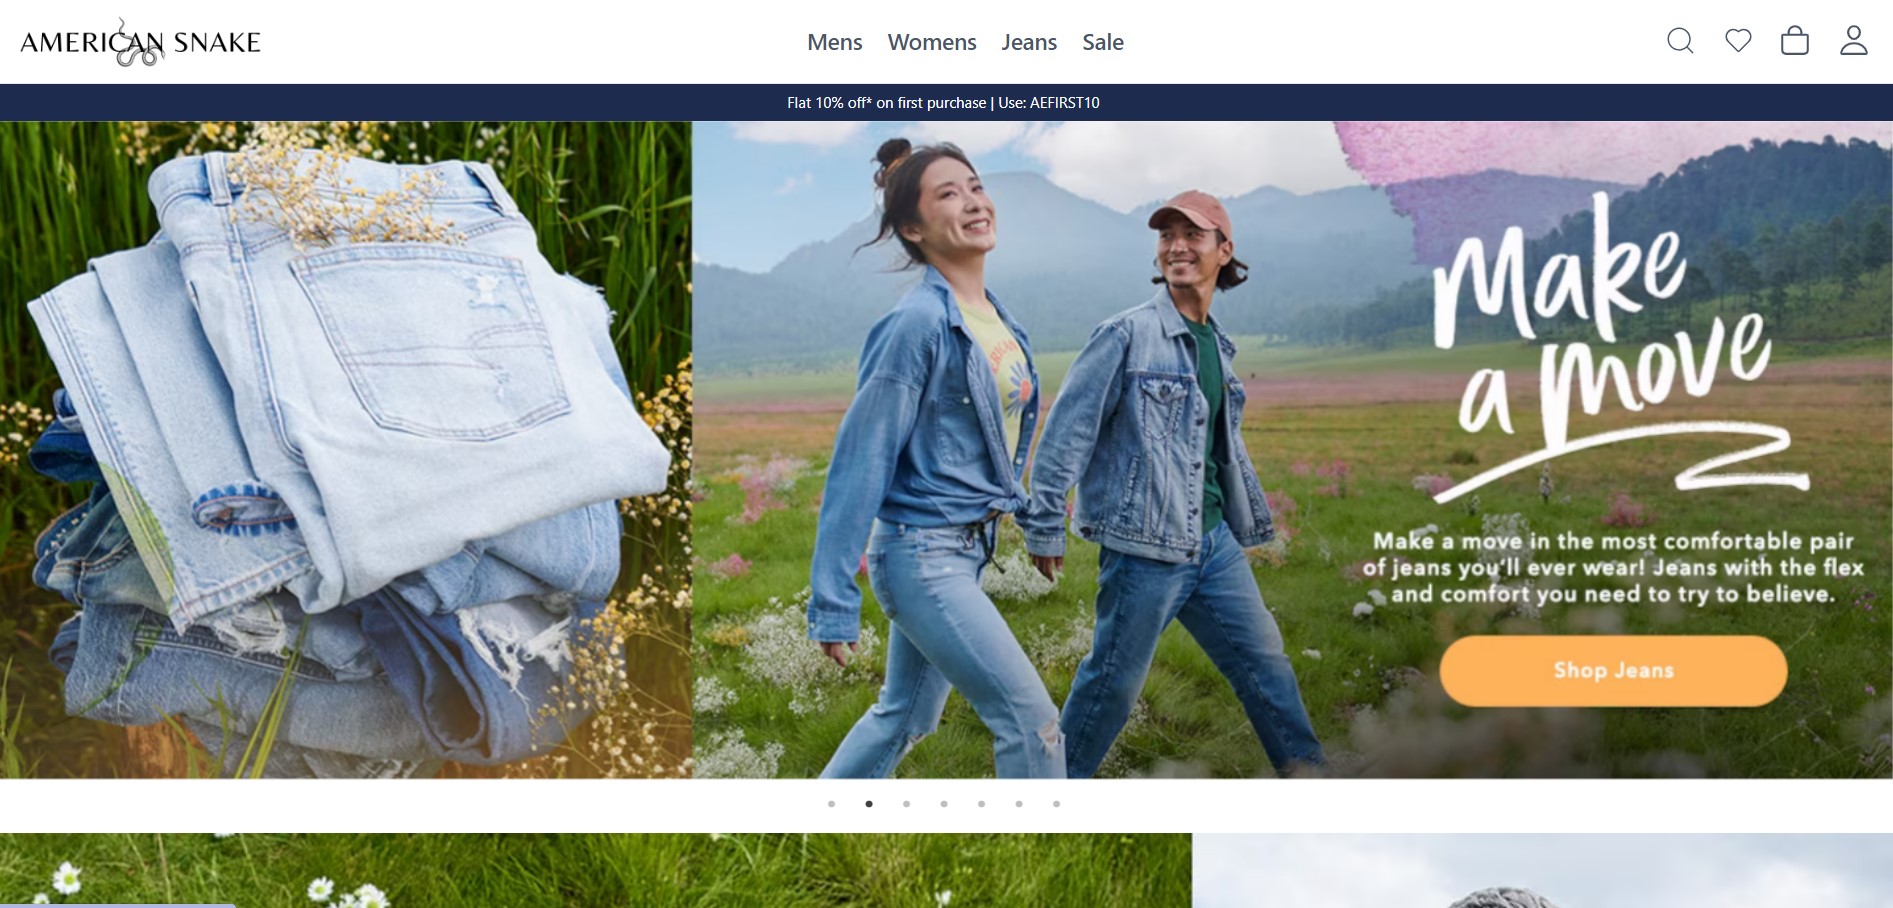 AMERICAN SNAKE
Mens Womens Jeans Sale
Flat 10% off* on first purchase | Use: AEFIRST10
Make
a move
Make a move in the most comfortable pair
of jeans you'll ever wear! Jeans with the flex
and comfort you need to try to believe.
Shop Jeans